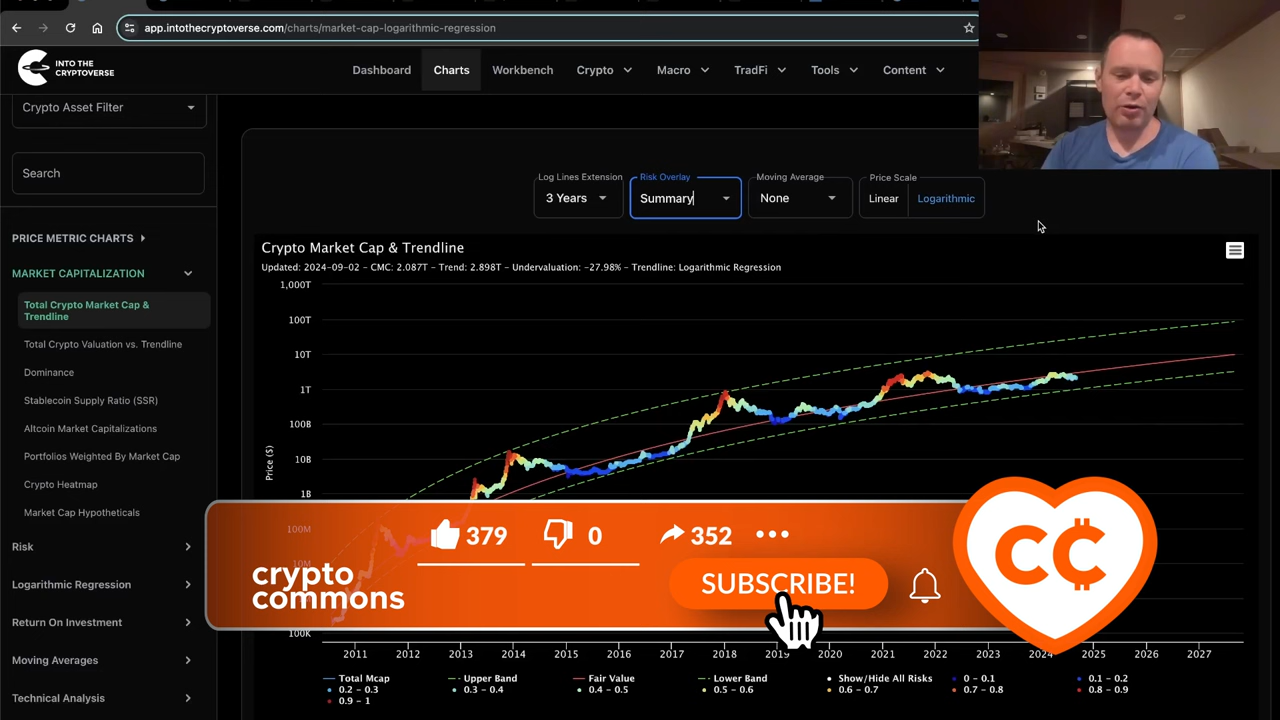 app.intothecryptoverse.com/charts/market-cap-logarithmic-regression
INTO THE
CRYPTOVERSE
Dashboard
Charts
Workbench
Crypto
Macro
TradFi
Tools
Content
Crypto Asset Filter
Search
PRICE METRIC CHARTS
MARKET CAPITALIZATION
Total Crypto Market Cap &
Trendline
Total Crypto Valuation vs. Trendline
Dominance
Stablecoin Supply Ratio (SSR)
Altcoin Market Capitalizations
Portfolios Weighted By Market Cap
Crypto Heatmap
Market Cap Hypotheticals
Risk
Logarithmic Regression
Return On Investment
Moving Averages
Technical Analysis
Log Lines Extension
3 Years
Risk Overlay
Summary
Moving Average
None
Price Scale
Linear
Logarithmic
Crypto Market Cap & Trendline
Updated: 2024-09-02 - CMC: 2.087T - Trend: 2.898T - Undervaluation: -27.98% - Trendline: Logarithmic Regression
1,000T
100T
10T
1T
100B
10B
1B
100M
100K
Price ($)
2011 2012 2013 2014 2015 2016 2017 2018 2019 2020 2021 2022 2023 2024 2025 2026 2027
Total Mcap
Upper Band
Fair Value
Lower Band
Show/Hide All Risks
0 - 0.1
0.1 - 0.2
0.2 - 0.3
0.3 - 0.4
0.4 - 0.5
0.5 - 0.6
0.6 - 0.7
0.7 - 0.8
0.8 - 0.9
0.9 - 1
crypto
commons
379
0
352
SUBSCRIBE!
CC